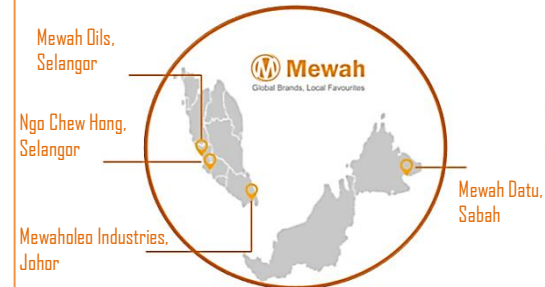 Mewah Oils,
Selangor
Mewah
Global Brands, Local Favourites
Ngo Chew Hong,
Selangor
Mewah Datu,
Sabah
Mewaholeo Industries,
Johor